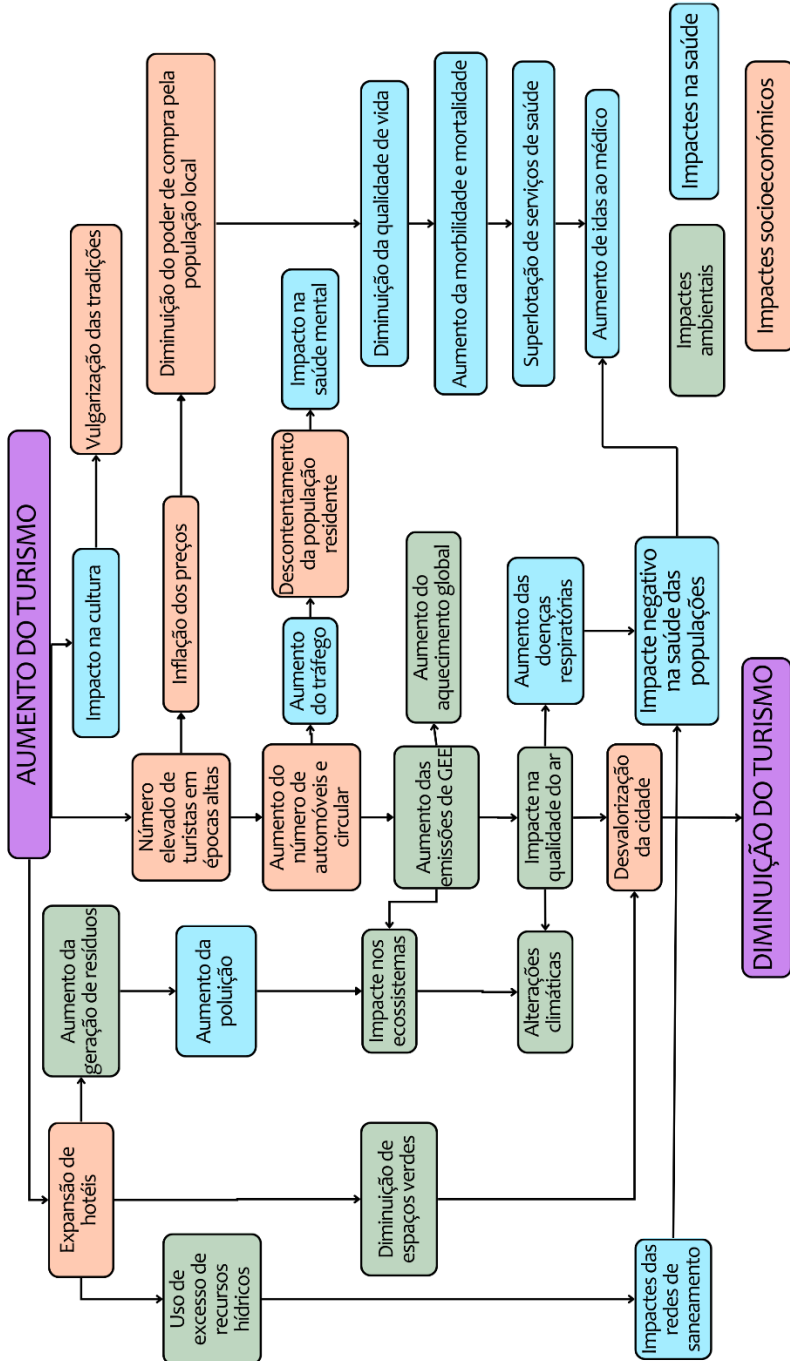 AUMENTO DO TURISMO
Expansão de
hotéis
Aumento da
geração de resíduos
Impacto na cultura
Vulgarização das tradições
Uso de
excesso de
recursos
hídricos
Aumento da
poluição
Número
elevado de
turistas em
épocas altas
Inflação dos preços
Diminuição do poder de compra pela
população local
Aumento do
número de
automóveis e
circular
Aumento
do tráfego
Descontentamento
da população
residente
Impacto na
saúde mental
Diminuição de
espaços verdes
Impacte nos
ecossistemas
Aumento das
emissões de GEE
Aumento do
aquecimento global
Diminuição da qualidade de vida
Aumento da morbilidade e mortalidade
Alterações
climáticas
Impacte na
qualidade do ar
Aumento das
doenças
respiratórias
Superlotação de serviços de saúde
Aumento de idas ao médico
Impactes das
redes de
saneamento
Desvalorização
da cidade
Impacte negativo
na saúde das
populações
DIMINUIÇÃO DO TURISMO
Impactes
ambientais
Impactes na saúde
Impactes socioeconómicos